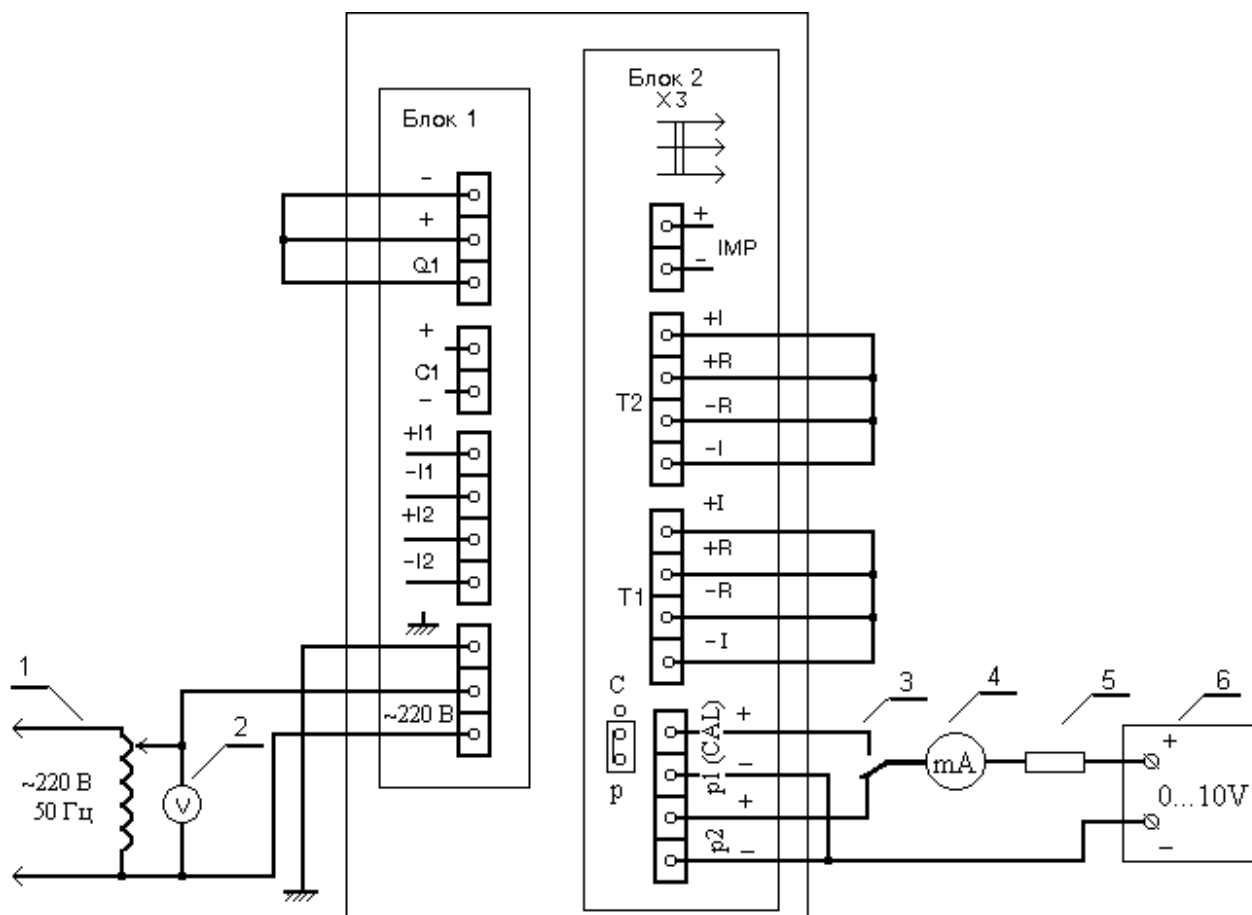 Блок 1
-
+
Q1
+
C1
-
+I1
-I1
+I2
-I2
~220 В
Блок 2
X3
+
IMP
-
+I
+R
T2
-R
-I
+I
+R
T1
-R
-I
C
p
+
p1 (CAL)
-
+
p2
-
1
2
~220 В
50 Гц
V
3
4
5
6
mA
+
0...10V
-